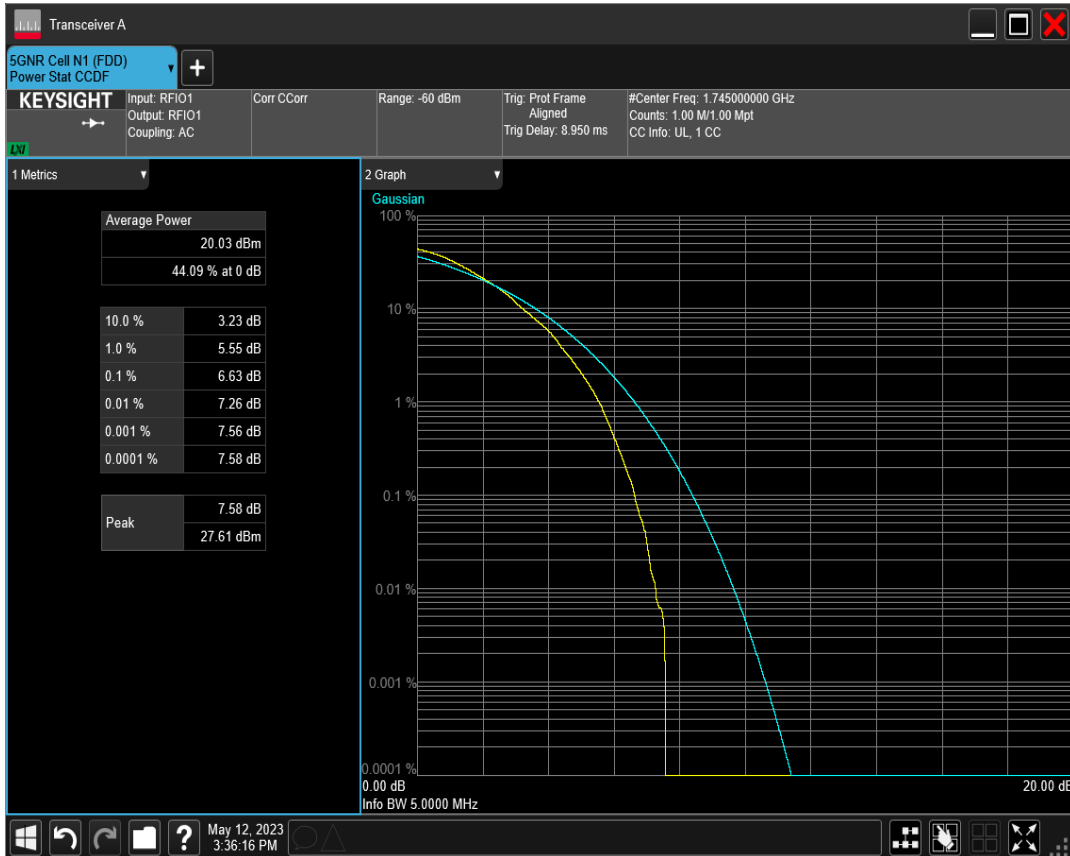 Transceiver A
5GNR Cell N1 (FDD)
Power Stat CCDF
+
KEYSIGHT
LXI
Input: RFIO1
Output: RFIO1
Coupling: AC
Corr CCorr
Range: -60 dBm
Trig: Prot Frame
Aligned
Trig Delay: 8.950 ms
#Center Freq: 1.745000000 GHz
Counts: 1.00 M/1.00 Mpt
CC Info: UL, 1 CC
1 Metrics
Average Power
20.03 dBm
44.09 % at 0 dB
10.0 % 3.23 dB
1.0 % 5.55 dB
0.1 % 6.63 dB
0.01 % 7.26 dB
0.001 % 7.56 dB
0.0001 % 7.58 dB
Peak
7.58 dB
27.61 dBm
2 Graph
Gaussian
100 %
10 %
1 %
0.1 %
0.01 %
0.001 %
0.0001 %
0.00 dB 20.00 dB
Info BW 5.0000 MHz
?
May 12, 2023
3:36:16 PM